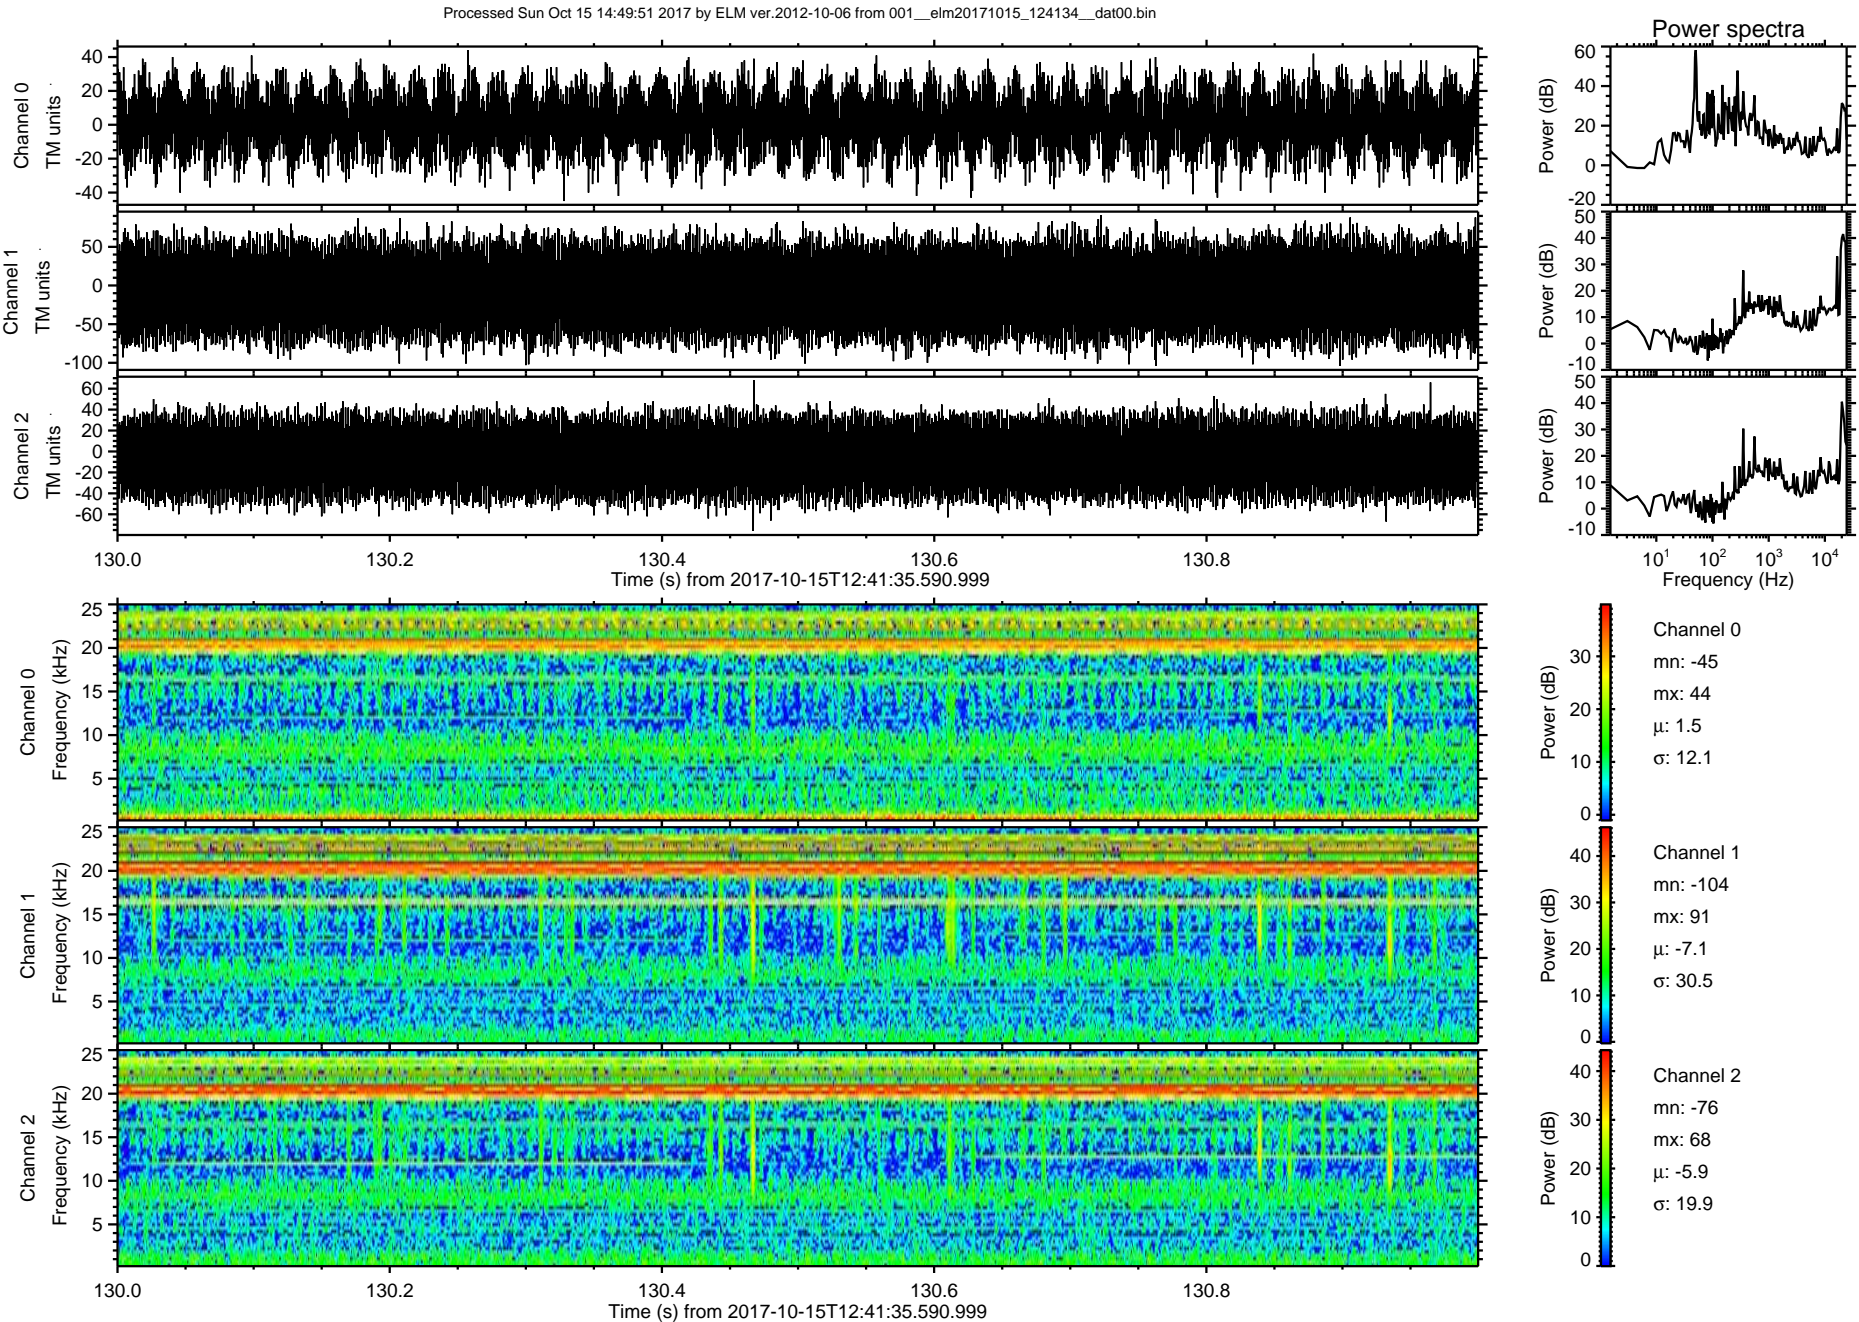 Processed Sun Oct 15 14:49:51 2017 by ELM ver.2012-10-06 from 001__elm20171015_124134__dat00.bin
Power spectra
Channel 0
TM units
40
20
0
-20
-40
Power (dB)
60
40
20
0
-20
Channel 1
TM units
50
0
-50
-100
Power (dB)
50
40
30
20
10
0
-10
Channel 2
TM units
60
40
20
0
-20
-40
-60
Power (dB)
50
40
30
20
10
0
-10
130.0 130.2 130.4 130.6 130.8
Time (s) from 2017-10-15T12:41:35.590.999
10¹ 10² 10³ 10⁴
Frequency (Hz)
Channel 0
Frequency (kHz)
25
20
15
10
5
Power (dB)
30
20
10
0
Channel 0
mn: -45
mx: 44
μ: 1.5
σ: 12.1
Channel 1
Frequency (kHz)
25
20
15
10
5
Power (dB)
40
30
20
10
0
Channel 1
mn: -104
mx: 91
μ: -7.1
σ: 30.5
Channel 2
Frequency (kHz)
25
20
15
10
5
Power (dB)
40
30
20
10
0
Channel 2
mn: -76
mx: 68
μ: -5.9
σ: 19.9
130.0 130.2 130.4 130.6 130.8
Time (s) from 2017-10-15T12:41:35.590.999